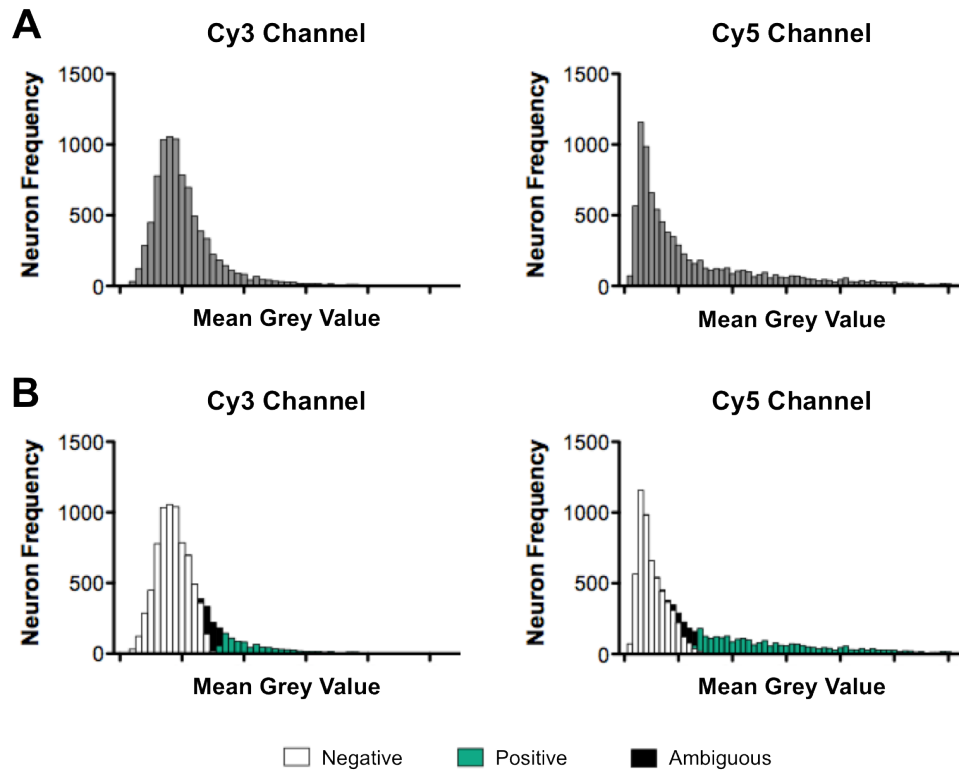 A
Cy3 Channel
Cy5 Channel
Neuron Frequency
1500
1000
500
0
Mean Grey Value
Neuron Frequency
1500
1000
500
0
Mean Grey Value
B
Cy3 Channel
Cy5 Channel
Neuron Frequency
1500
1000
500
0
Mean Grey Value
Neuron Frequency
1500
1000
500
0
Mean Grey Value
Negative Positive Ambiguous